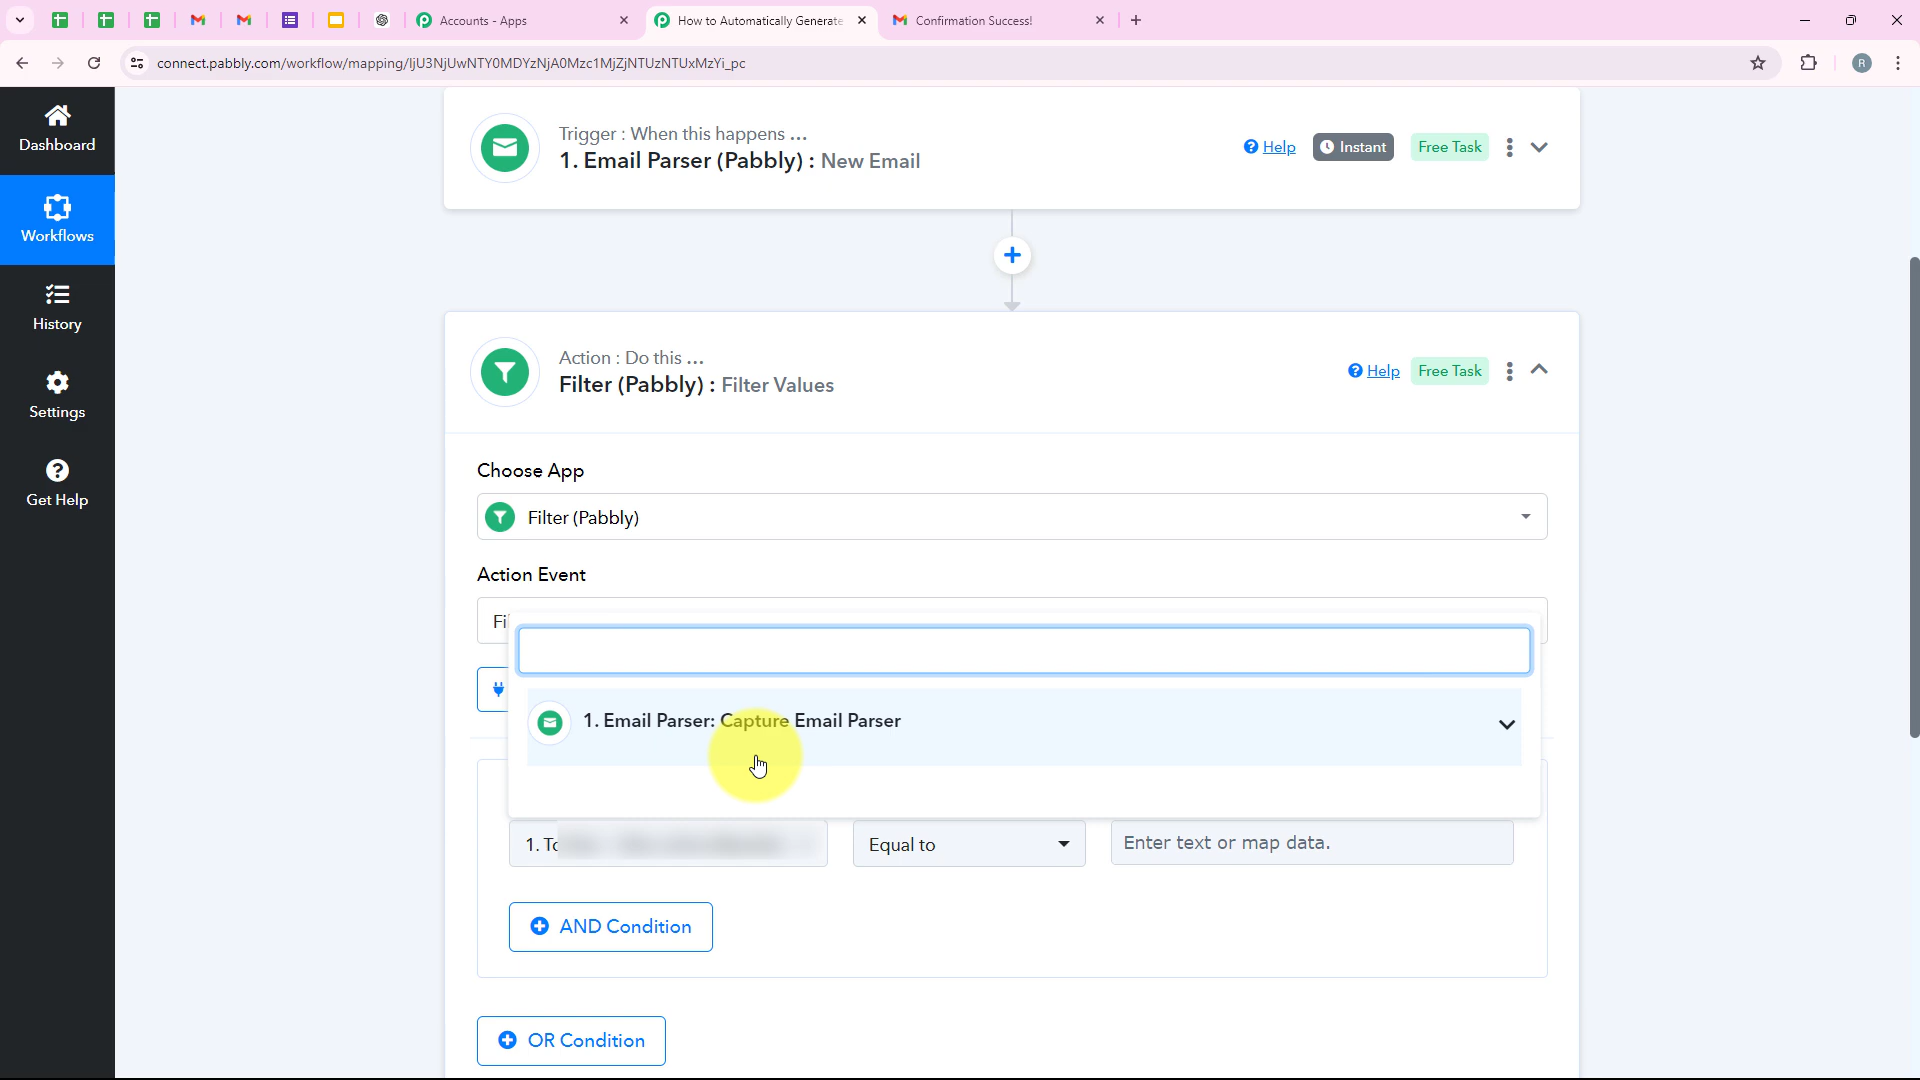 Accounts - Apps
How to Automatically Generate
Confirmation Success!
connect.pabbly.com/workflow/mapping/IjU3NjUwNTY0MDYzNjA0Mzc1MjZjNTUzNTUxMzYi_pc
R
Dashboard
Workflows
History
Settings
Get Help
Trigger : When this happens ...
1. Email Parser (Pabbly) : New Email
Help
Instant
Free Task
Action : Do this ...
Filter (Pabbly) : Filter Values
Help
Free Task
Choose App
Filter (Pabbly)
Action Event
1. Email Parser: Capture Email Parser
Equal to
Enter text or map data.
AND Condition
OR Condition